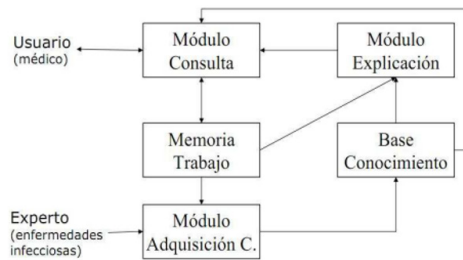 Usuario
(médico)
Módulo
Consulta
Módulo
Explicación
Memoria
Trabajo
Base
Conocimiento
Experto
(enfermedades
infecciosas)
Módulo
Adquisición C.